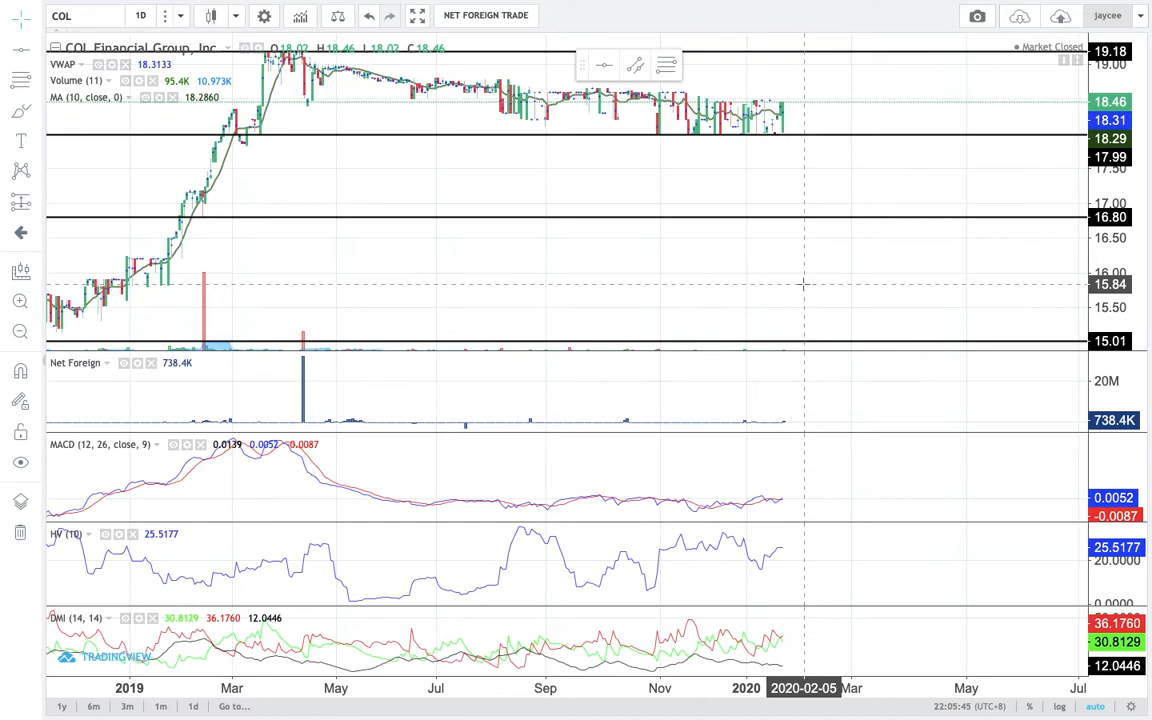 COL 1D NET FOREIGN TRADE jaycee
COL Financial Group, Inc. O 18.02 H 18.46 L 18.02 C 18.46
Market Closed
VWAP 18.3133
Volume (11) 95.4K 10.973K
MA (10, close, 0) 18.2860
19.18
19.00
18.46
18.31
18.29
17.99
17.50
17.00
16.80
16.50
16.00
15.84
15.50
15.01
Net Foreign 738.4K
20M
738.4K
MACD (12, 26, close, 9) 0.0139 0.0052 -0.0087
0.0052
-0.0087
HV (10) 25.5177
25.5177
20.0000
0.0000
DMI (14, 14) 30.8129 36.1760 12.0446
36.1760
30.8129
12.0446
TRADINGVIEW
2019 Mar May Jul Sep Nov 2020 2020-02-05 Mar May Jul
1y 6m 3m 1m 1d Go to... 22:05:45 (UTC+8) % log auto